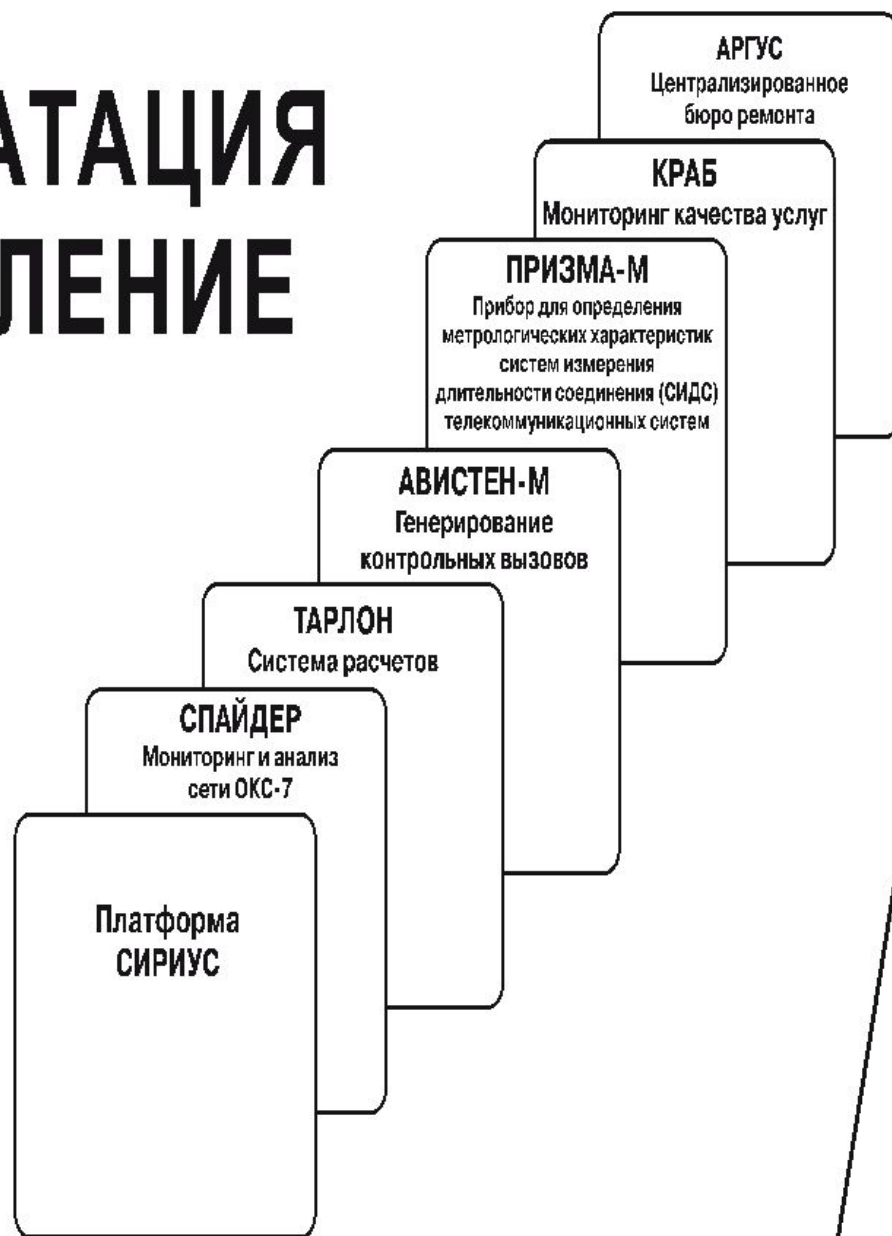 АТАЦИЯ
ЛЕНИЕ
АРГУС
Централизованное
бюро ремонта
КРАБ
Мониторинг качества услуг
ПРИЗМА-М
Прибор для определения
метрологических характеристик
систем измерения
длительности соединения (СИДС)
телекоммуникационных систем
АВИСТЕН-М
Генерирование
контрольных вызовов
ТАРЛОН
Система расчетов
СПАЙДЕР
Мониторинг и анализ
сети ОКС-7
Платформа
СИРИУС